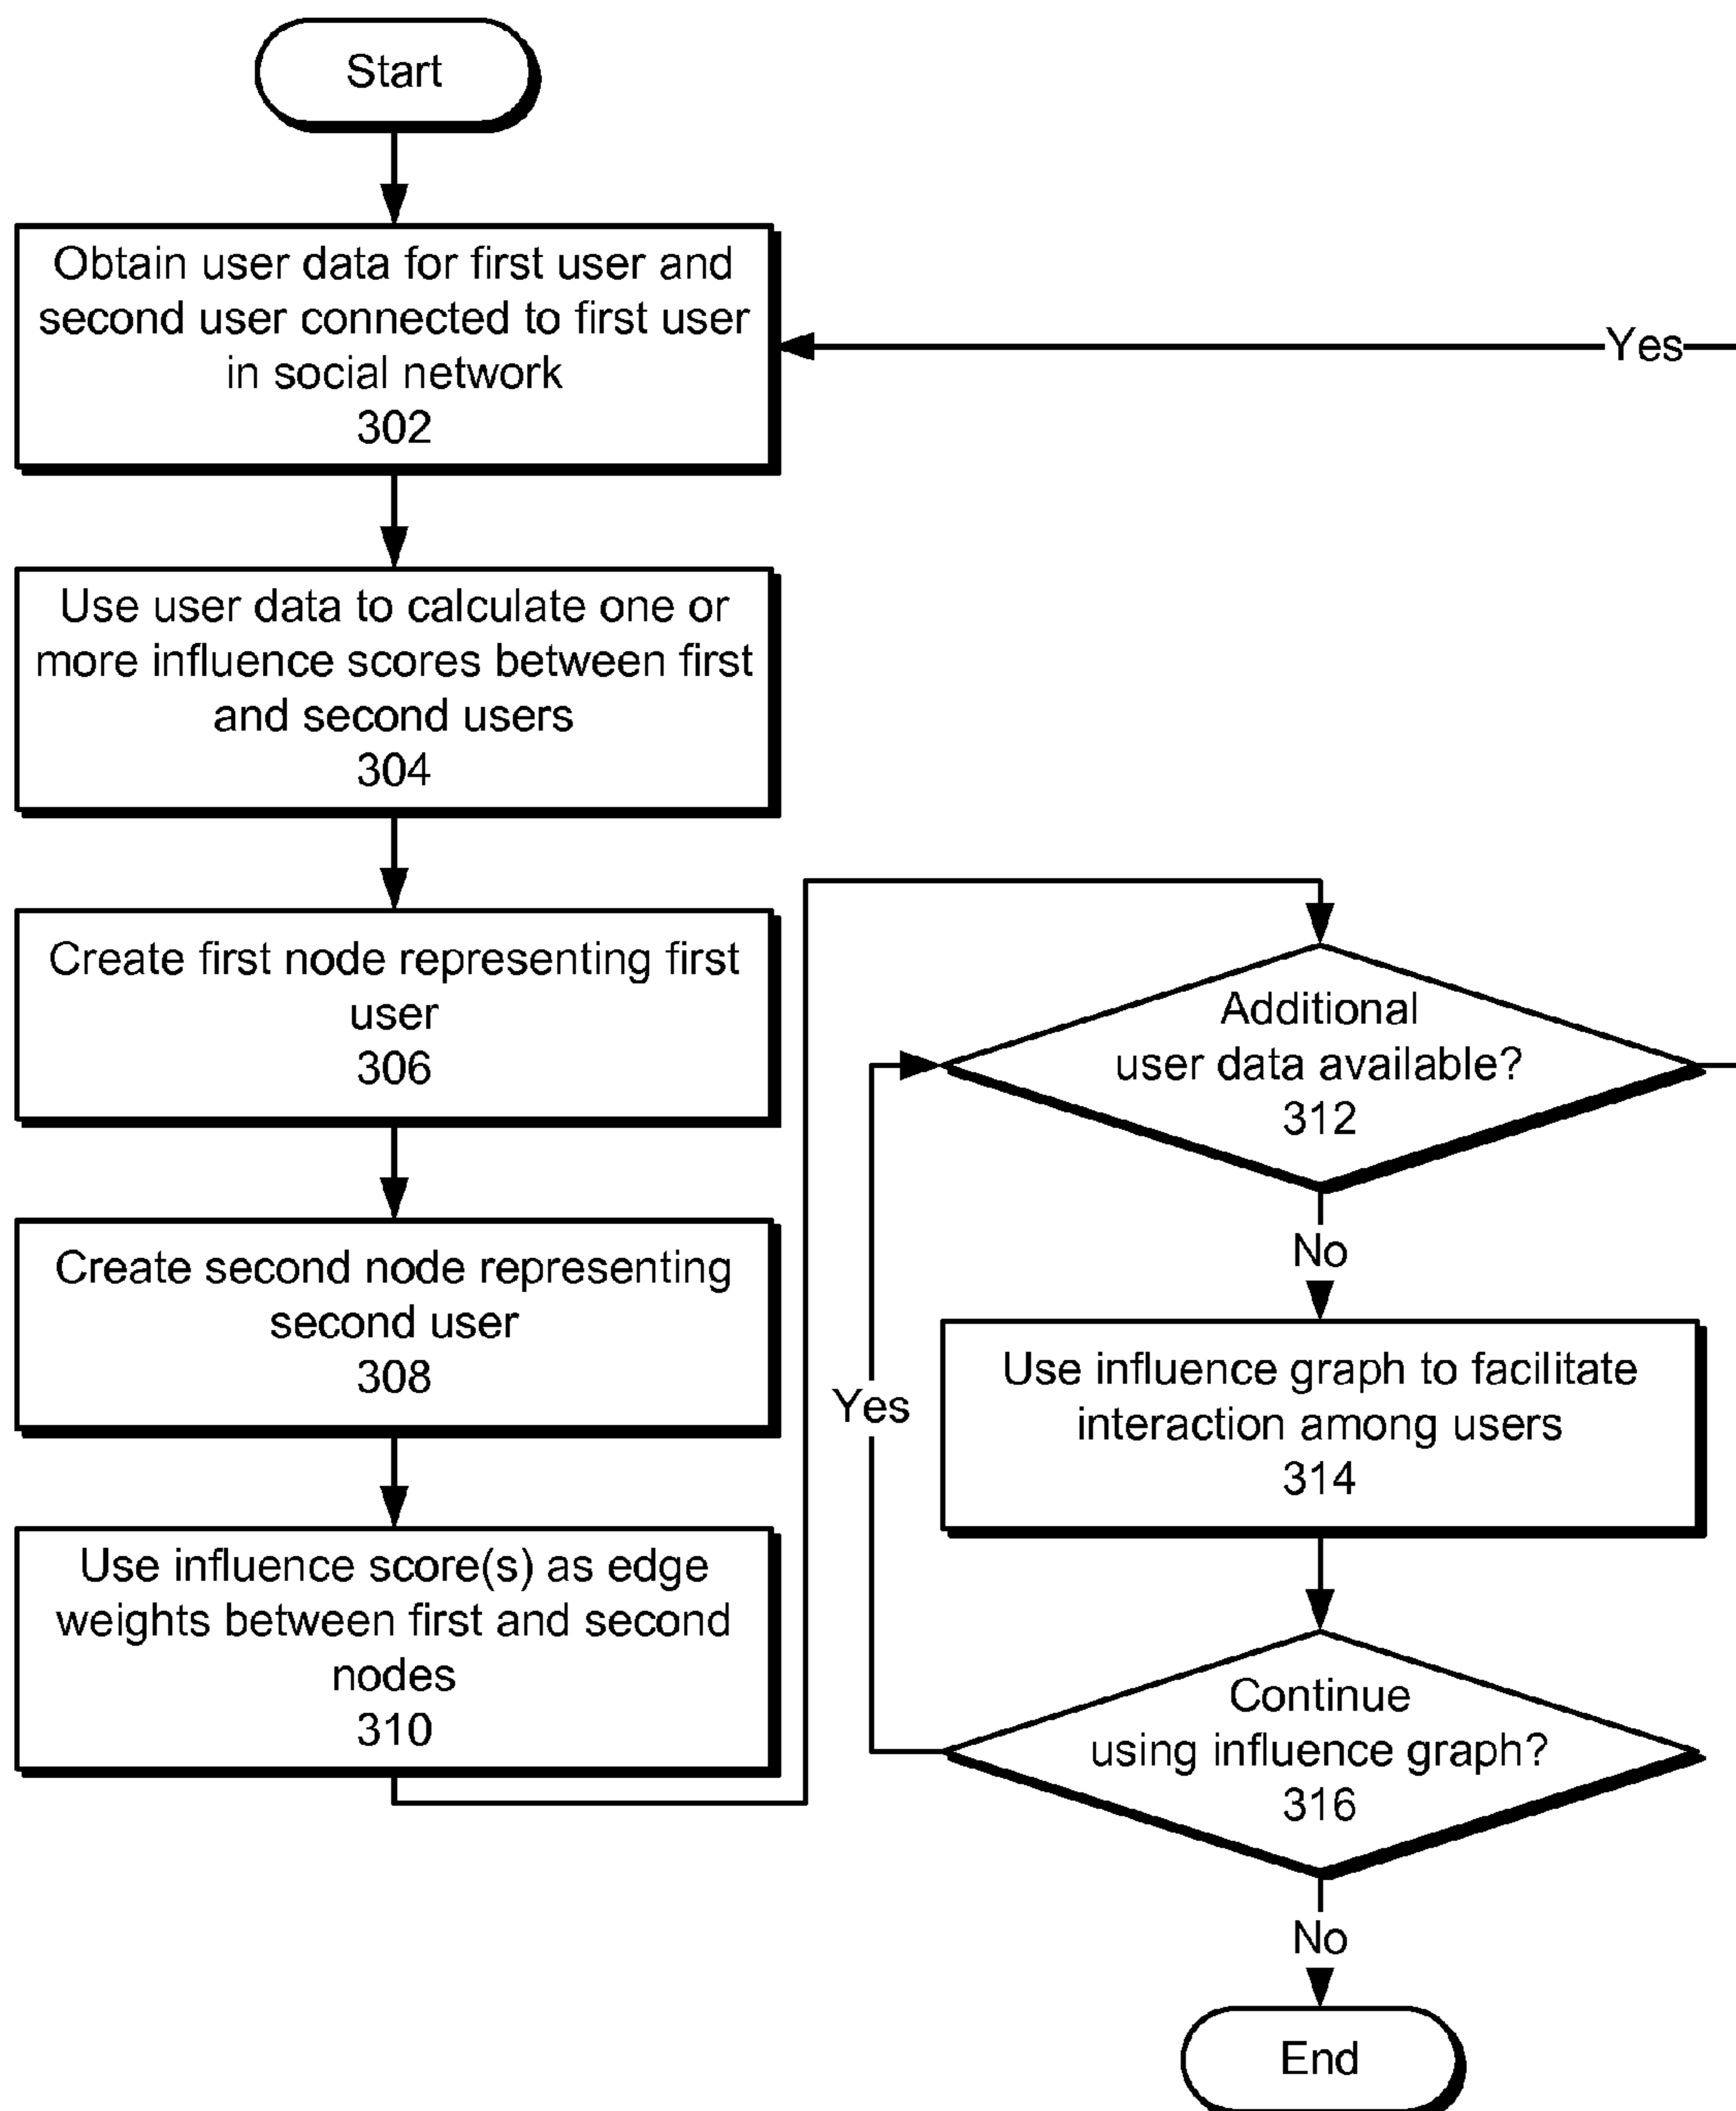 Start
Obtain user data for first user and
second user connected to first user
in social network
302
Yes
Use user data to calculate one or
more influence scores between first
and second users
304
Create first node representing first
user
306
Create second node representing
second user
308
Use influence score(s) as edge
weights between first and second
nodes
310
Additional
user data available?
312
No
Use influence graph to facilitate
interaction among users
314
Yes
Continue
using influence graph?
316
No
End